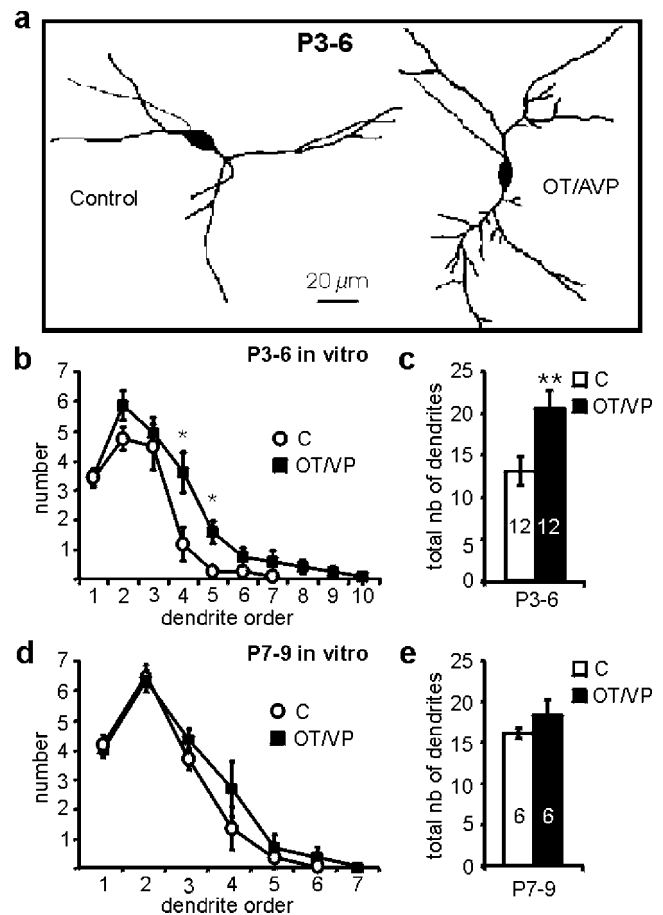 a
P3-6
Control
OT/AVP
20 µm
b
P3-6 in vitro
number
7
6
5
4
3
2
1
C
OT/VP
*
*
1 2 3 4 5 6 7 8 9 10
dendrite order
c
total nb of dendrites
25
20
15
10
5
0
**
C
OT/VP
12 12
P3-6
d
P7-9 in vitro
number
7
6
5
4
3
2
1
C
OT/VP
1 2 3 4 5 6 7
dendrite order
e
total nb of dendrites
25
20
15
10
5
0
C
OT/VP
6 6
P7-9